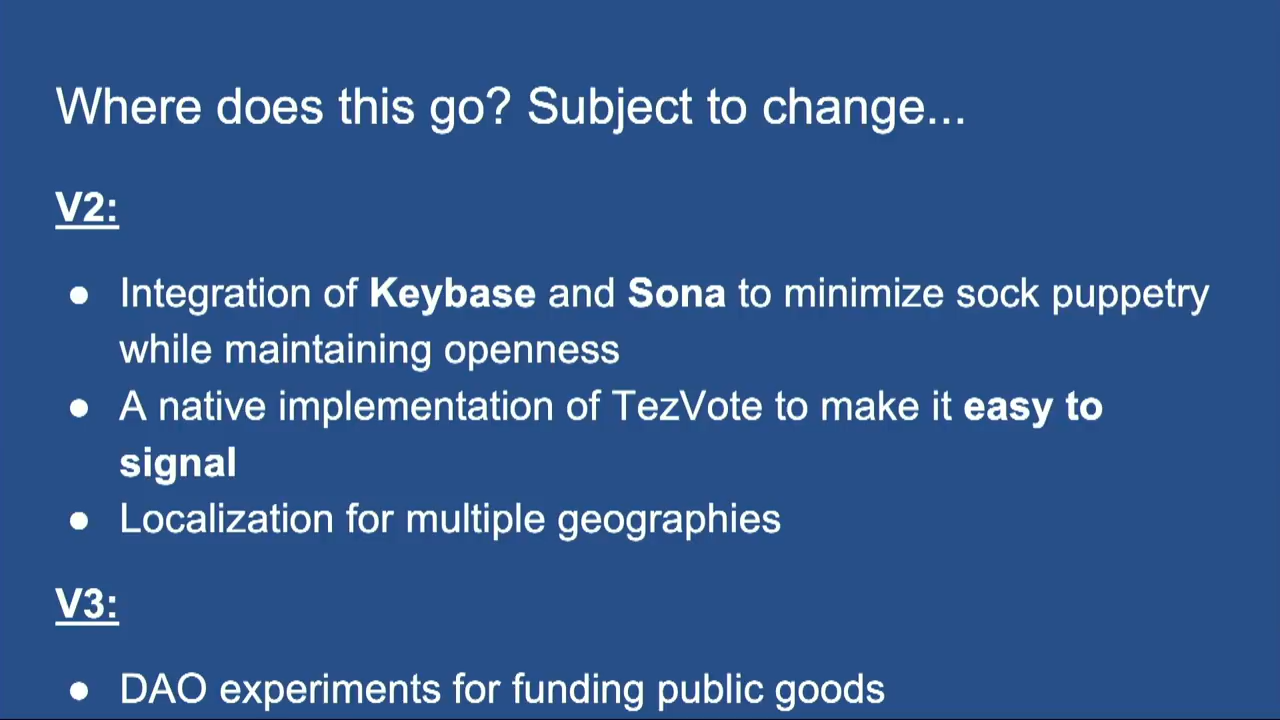 Where does this go? Subject to change...
V2:
● Integration of Keybase and Sona to minimize sock puppetry
while maintaining openness
● A native implementation of TezVote to make it easy to
signal
● Localization for multiple geographies
V3:
● DAO experiments for funding public goods